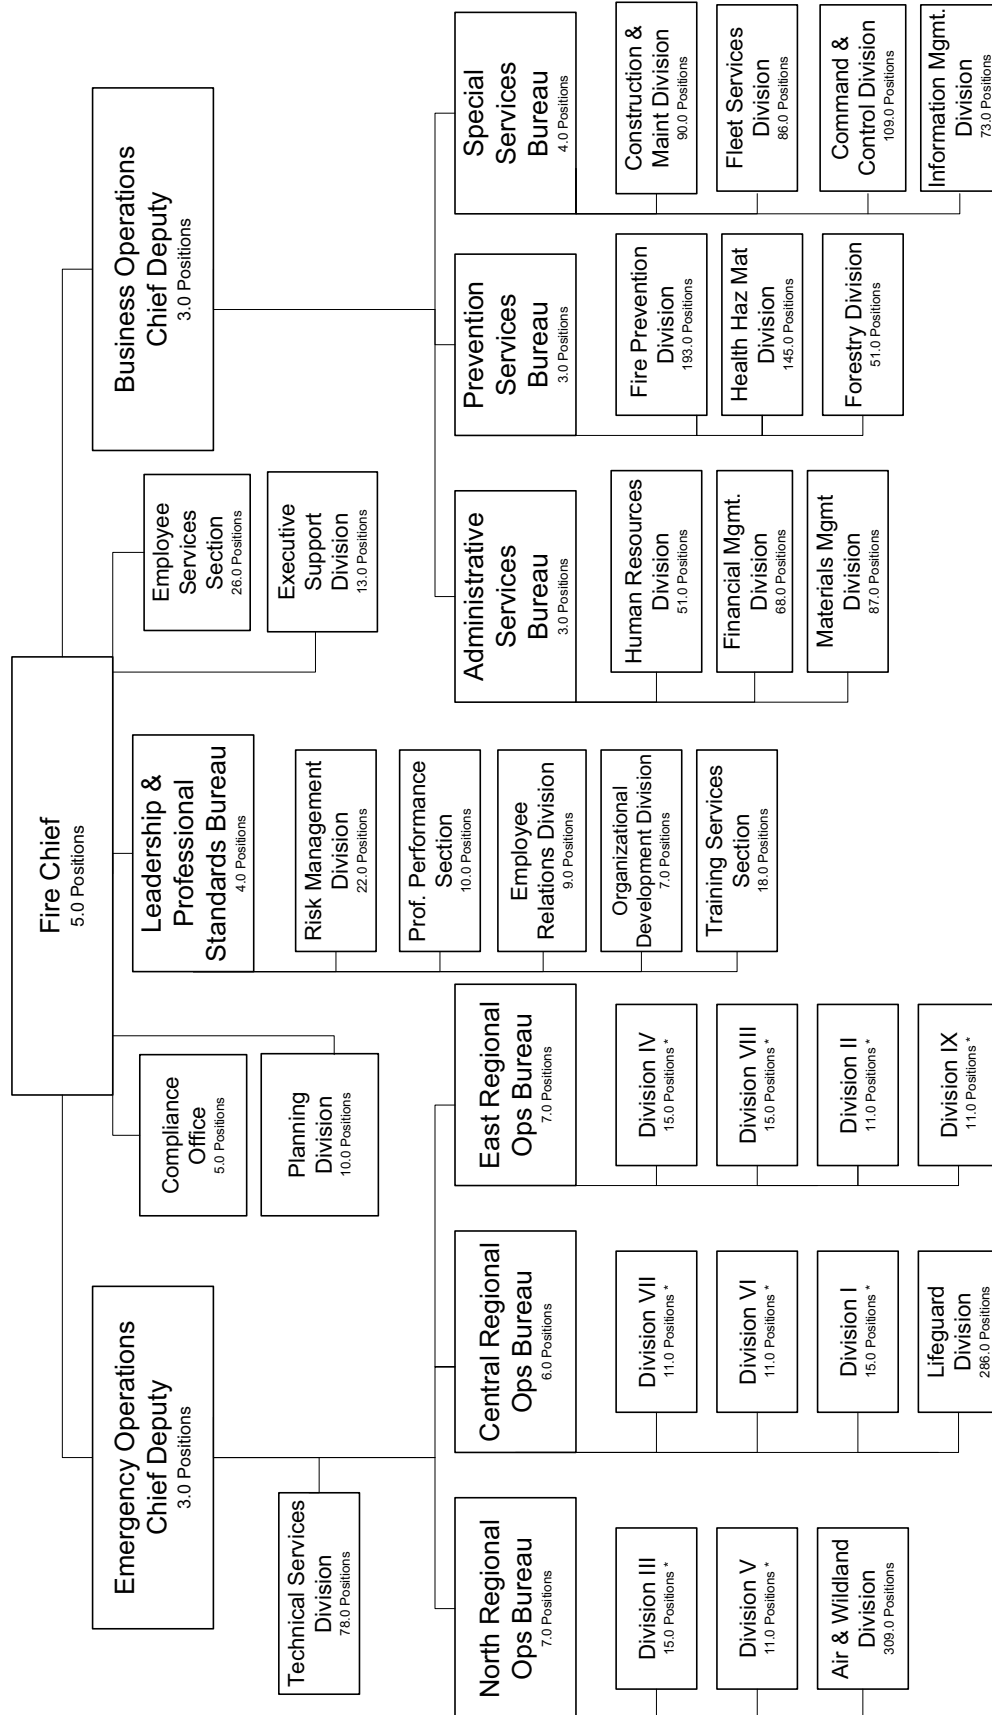 Fire Chief
5.0 Positions
Emergency Operations
Chief Deputy
3.0 Positions
Business Operations
Chief Deputy
3.0 Positions
Compliance
Office
5.0 Positions
Planning
Division
10.0 Positions
Leadership &
Professional
Standards Bureau
4.0 Positions
Risk Management
Division
22.0 Positions
Prof. Performance
Section
10.0 Positions
Employee
Relations Division
9.0 Positions
Organizational
Development Division
7.0 Positions
Training Services
Section
18.0 Positions
Employee
Services
Section
26.0 Positions
Executive
Support
Division
13.0 Positions
Technical Services
Division
78.0 Positions
North Regional
Ops Bureau
7.0 Positions
Division III
15.0 Positions *
Division V
11.0 Positions *
Air & Wildland
Division
309.0 Positions
Central Regional
Ops Bureau
6.0 Positions
Division VII
11.0 Positions *
Division VI
11.0 Positions *
Division I
15.0 Positions *
Lifeguard
Division
286.0 Positions
East Regional
Ops Bureau
7.0 Positions
Division IV
15.0 Positions *
Division VIII
15.0 Positions *
Division II
11.0 Positions *
Division IX
11.0 Positions *
Administrative
Services
Bureau
3.0 Positions
Human Resources
Division
51.0 Positions
Financial Mgmt.
Division
68.0 Positions
Materials Mgmt
Division
87.0 Positions
Prevention
Services
Bureau
3.0 Positions
Fire Prevention
Division
193.0 Positions
Health Haz Mat
Division
145.0 Positions
Forestry Division
51.0 Positions
Special
Services
Bureau
4.0 Positions
Construction &
Maint Division
90.0 Positions
Fleet Services
Division
86.0 Positions
Command &
Control Division
109.0 Positions
Information Mgmt.
Division
73.0 Positions